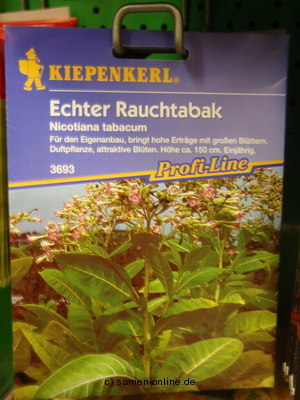 KIEPENKERL®
Echter Rauchtabak
Nicotiana tabacum
Für den Eigenanbau, bringt hohe Erträge mit großen Blättern.
Duftpflanze, attraktive Blüten. Höhe ca. 150 cm. Einjährig.
3693
Profi-Line
(c) samen-online.de